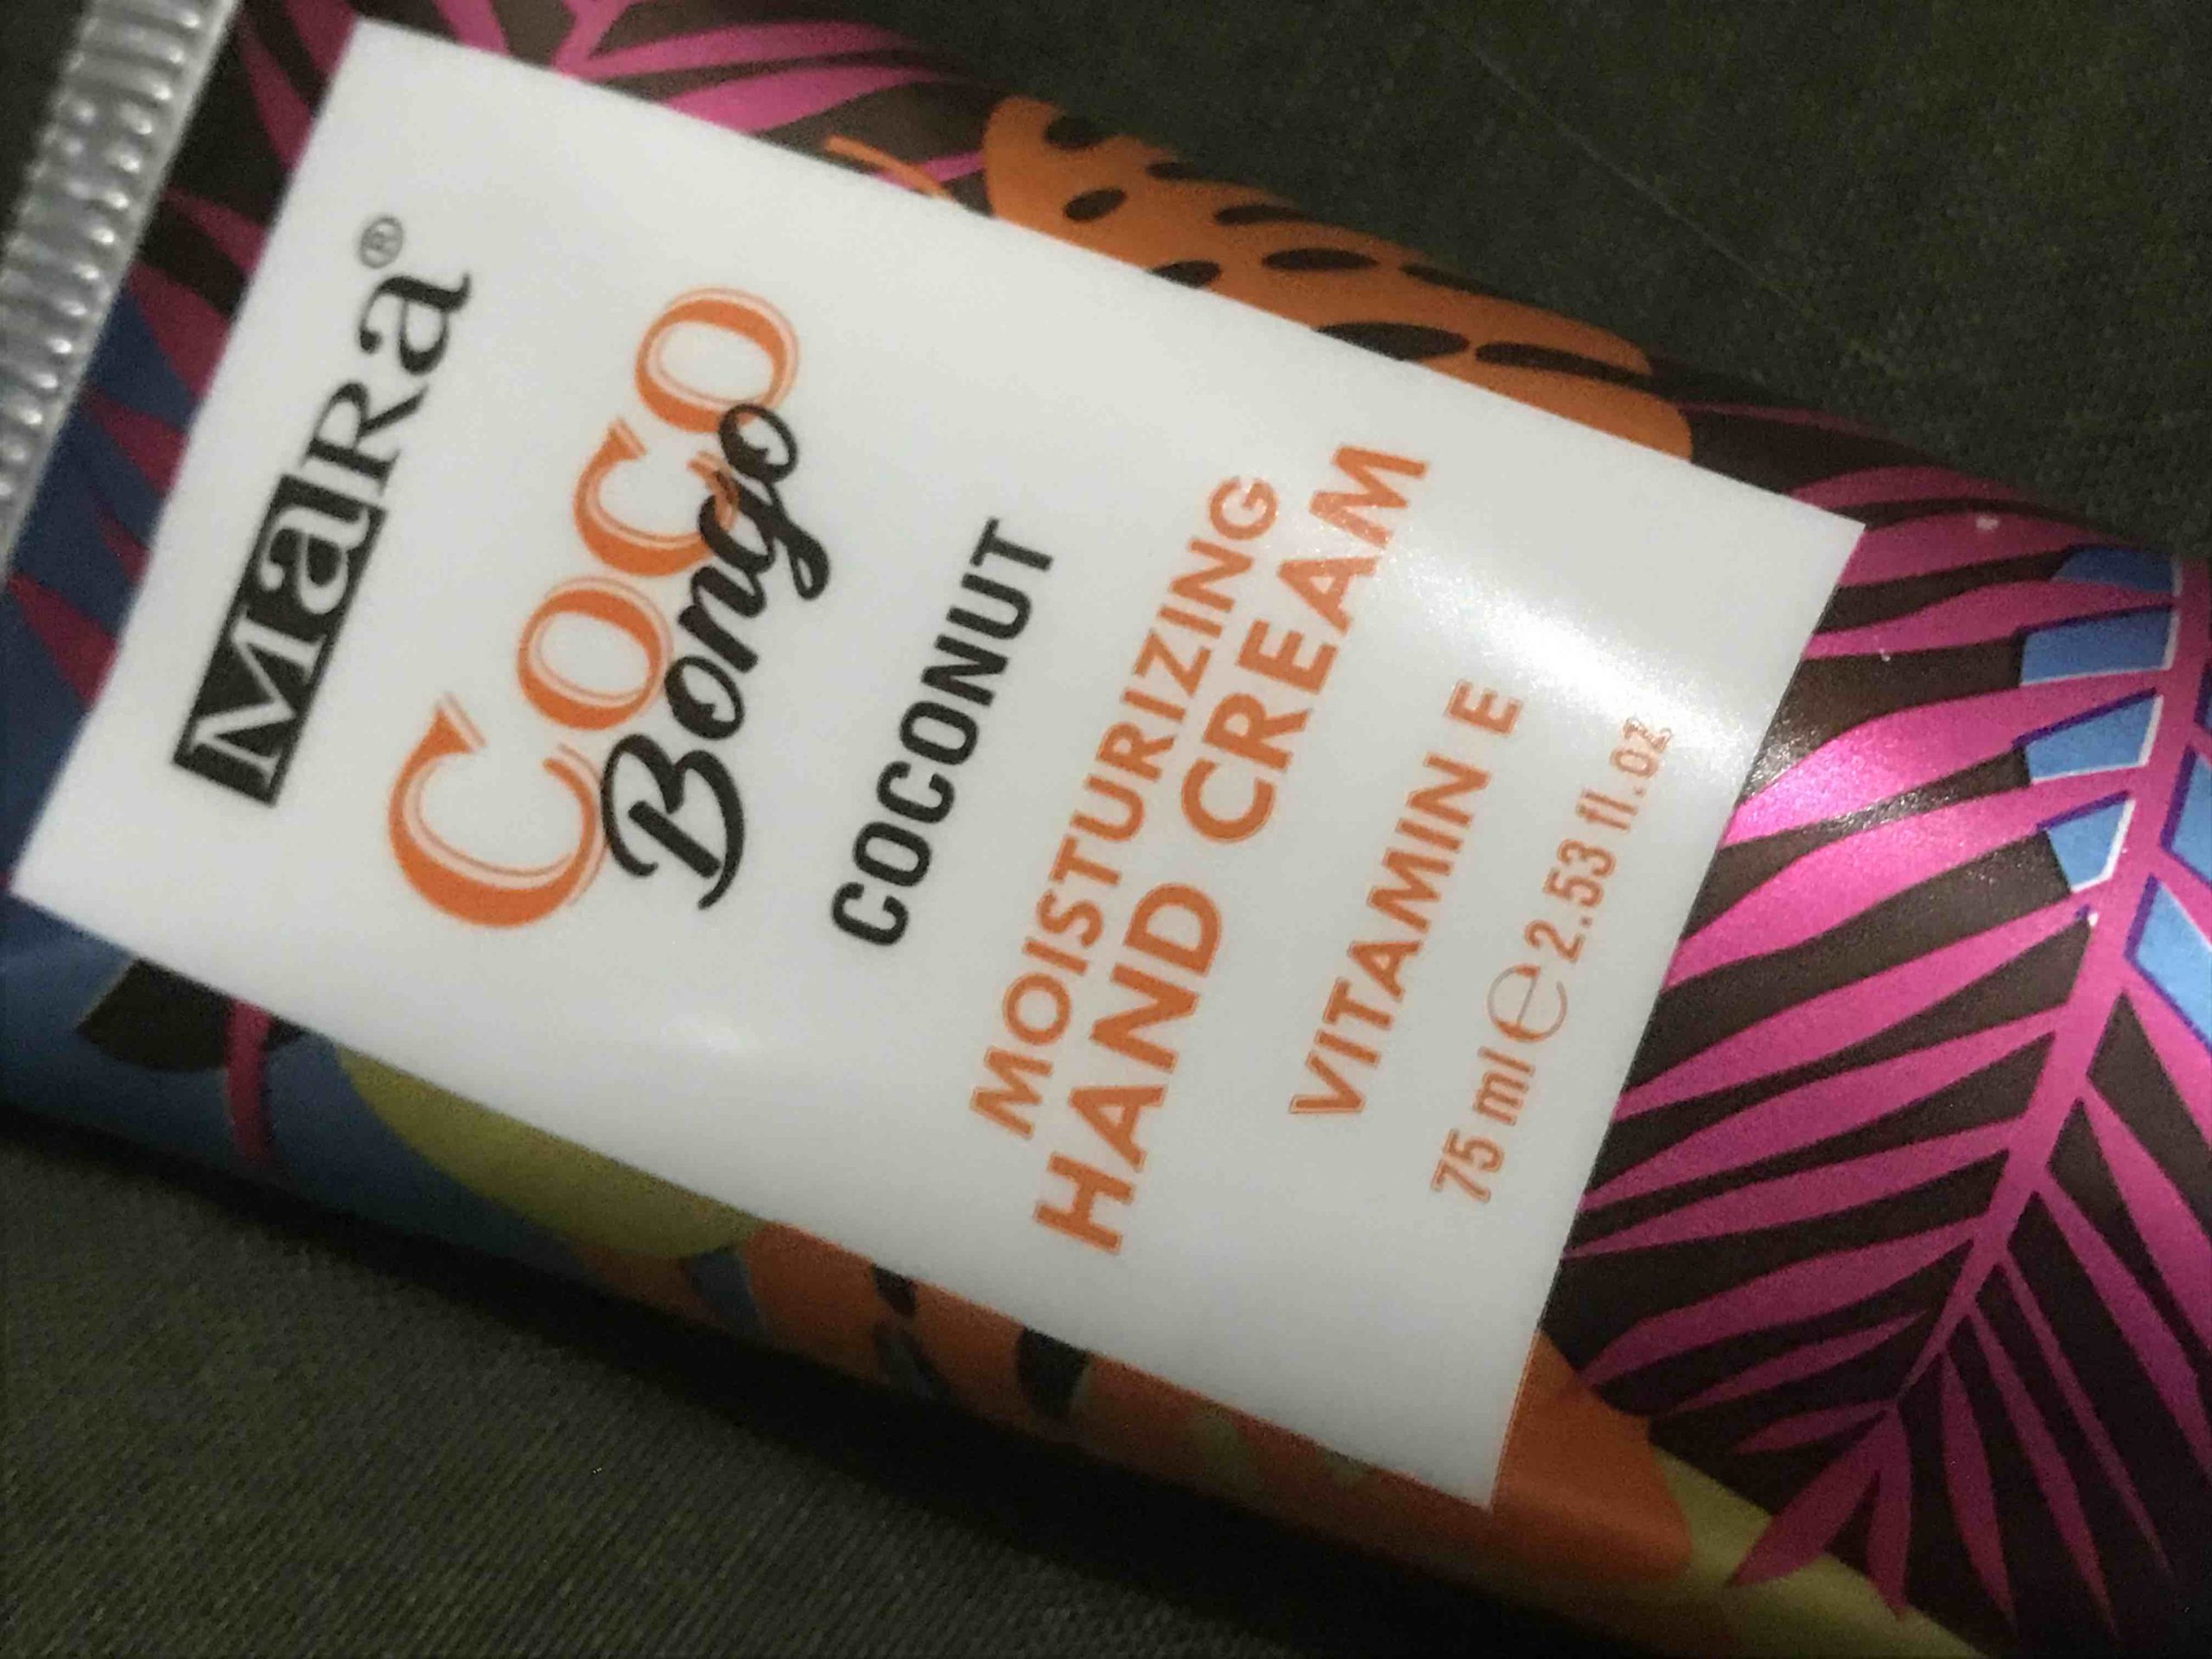 MaRa®
Coco
Bongo
COCONUT
MOISTURIZING
HAND CREAM
VITAMIN E
75 ml ℮ 2.53 fl.oz